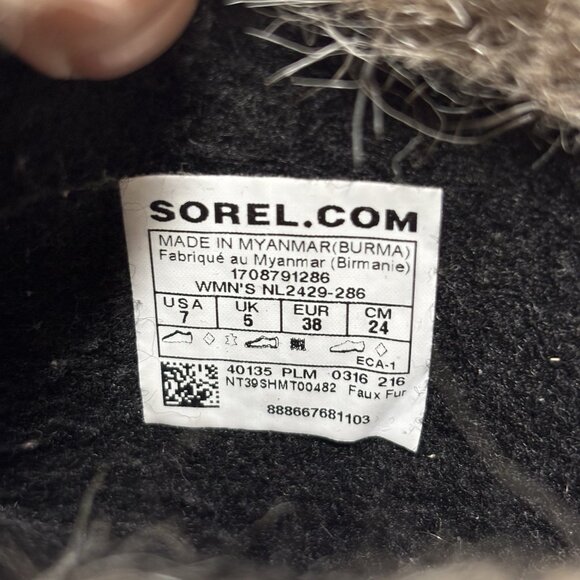 SOREL.COM
MADE IN MYANMAR(BURMA)
Fabriqué au Myanmar (Birmanie)
1708791286
WMN'S NL2429-286
USA UK EUR CM
7 5 38 24
ECA-1
40135 PLM 0316 216
NT39SHMT00482 Faux Fur
888667681103